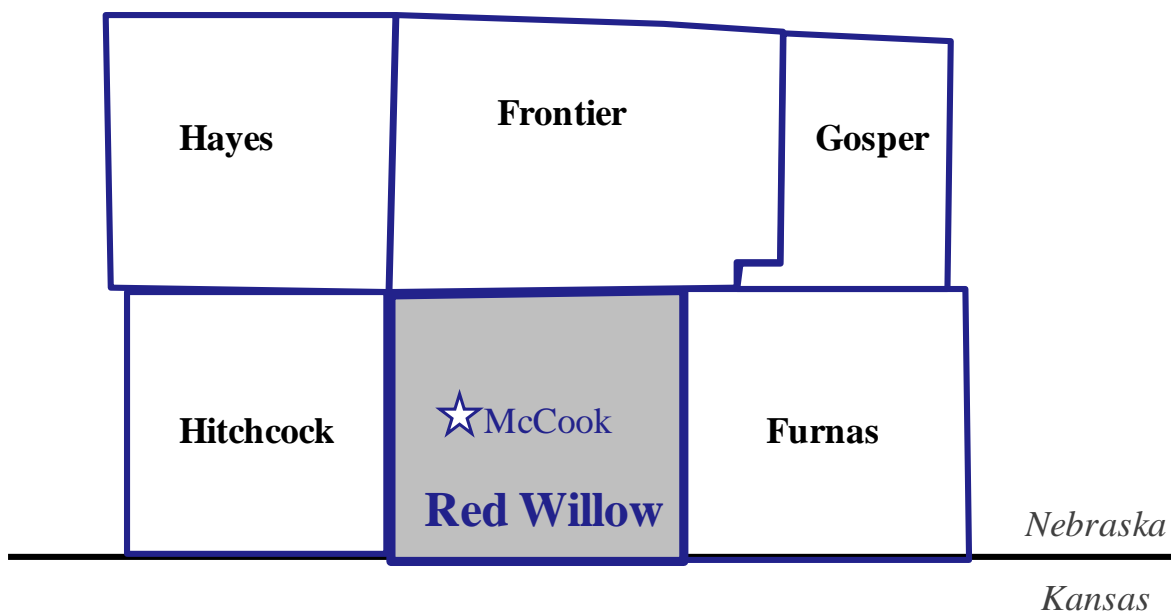 Hayes
Frontier
Gosper
Hitchcock
McCook
Furnas
Red Willow
Nebraska
Kansas